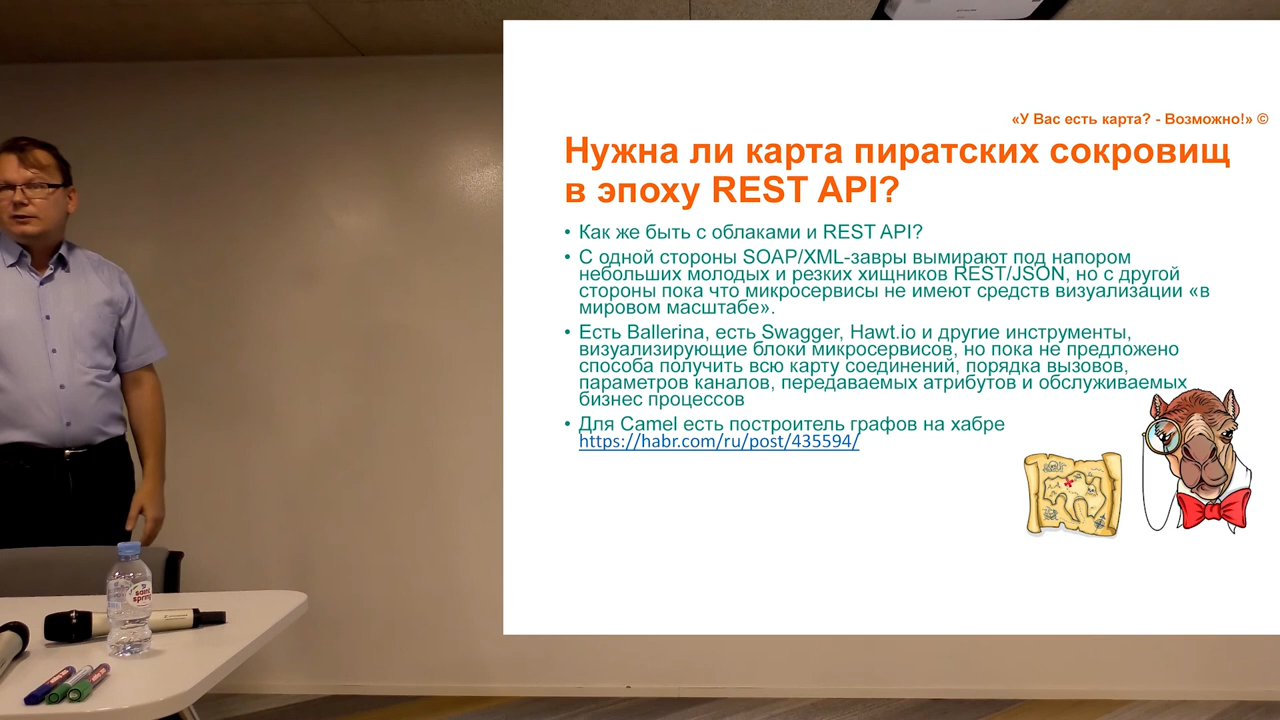 «У Вас есть карта? - Возможно!» ©
Нужна ли карта пиратских сокровищ
в эпоху REST API?
• Как же быть с облаками и REST API?
• С одной стороны SOAP/XML-завры вымирают под напором
небольших молодых и резких хищников REST/JSON, но с другой
стороны пока что микросервисы не имеют средств визуализации «в
мировом масштабе».
• Есть Ballerina, есть Swagger, Hawt.io и другие инструменты,
визуализирующие блоки микросервисов, но пока не предложено
способа получить всю карту соединений, порядка вызовов,
параметров каналов, передаваемых атрибутов и обслуживаемых
бизнес процессов
• Для Camel есть построитель графов на хабре
https://habr.com/ru/post/435594/
saint
spring